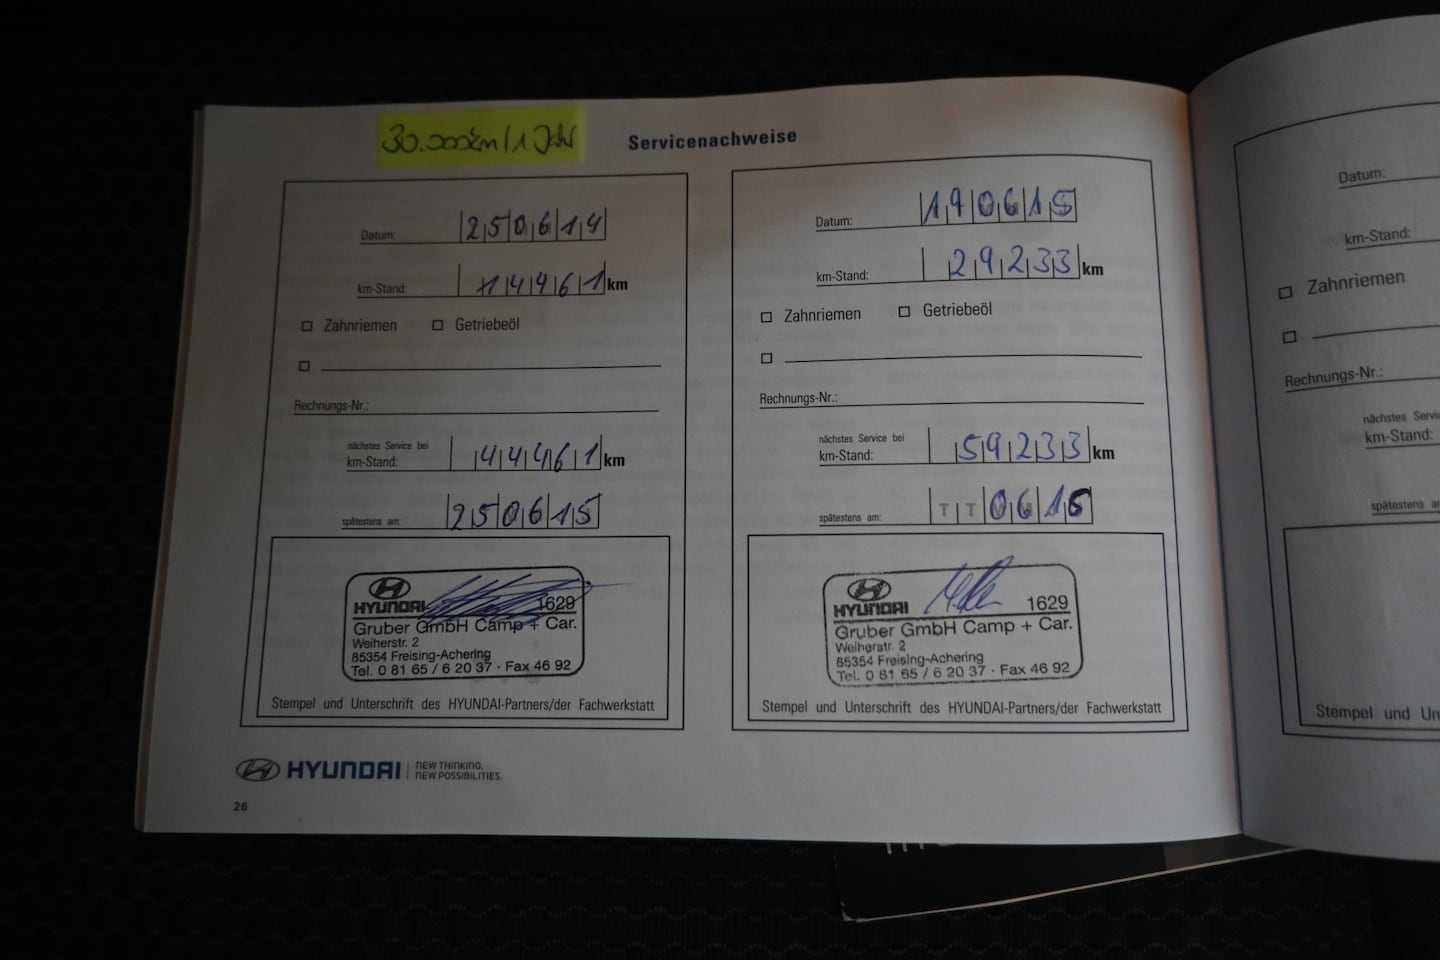 30.000km/1 Jahr
Servicenachweise
Datum: 250614
km-Stand: 14461 km
Zahnriemen Getriebeöl
Rechnungs-Nr.:
nächstes Service bei
km-Stand: 44461 km
spätestens am: 250615
HYUNDAI 1629
Gruber GmbH Camp + Car.
Weiherstr. 2
85354 Freising-Achering
Tel. 0 81 65 / 6 20 37 · Fax 46 92
Stempel und Unterschrift des HYUNDAI-Partners/der Fachwerkstatt
Datum: 190615
km-Stand: 29233 km
Zahnriemen Getriebeöl
Rechnungs-Nr.:
nächstes Service bei
km-Stand: 59233 km
spätestens am: TT0616
HYUNDAI 1629
Gruber GmbH Camp + Car.
Weiherstr. 2
85354 Freising-Achering
Tel. 0 81 65 / 6 20 37 · Fax 46 92
Stempel und Unterschrift des HYUNDAI-Partners/der Fachwerkstatt
HYUNDAI
NEW THINKING.
NEW POSSIBILITIES.
26
Datum:
km-Stand:
Zahnriemen
Rechnungs-Nr.:
nächstes Servic
km-Stand:
spätestens am
Stempel und Un